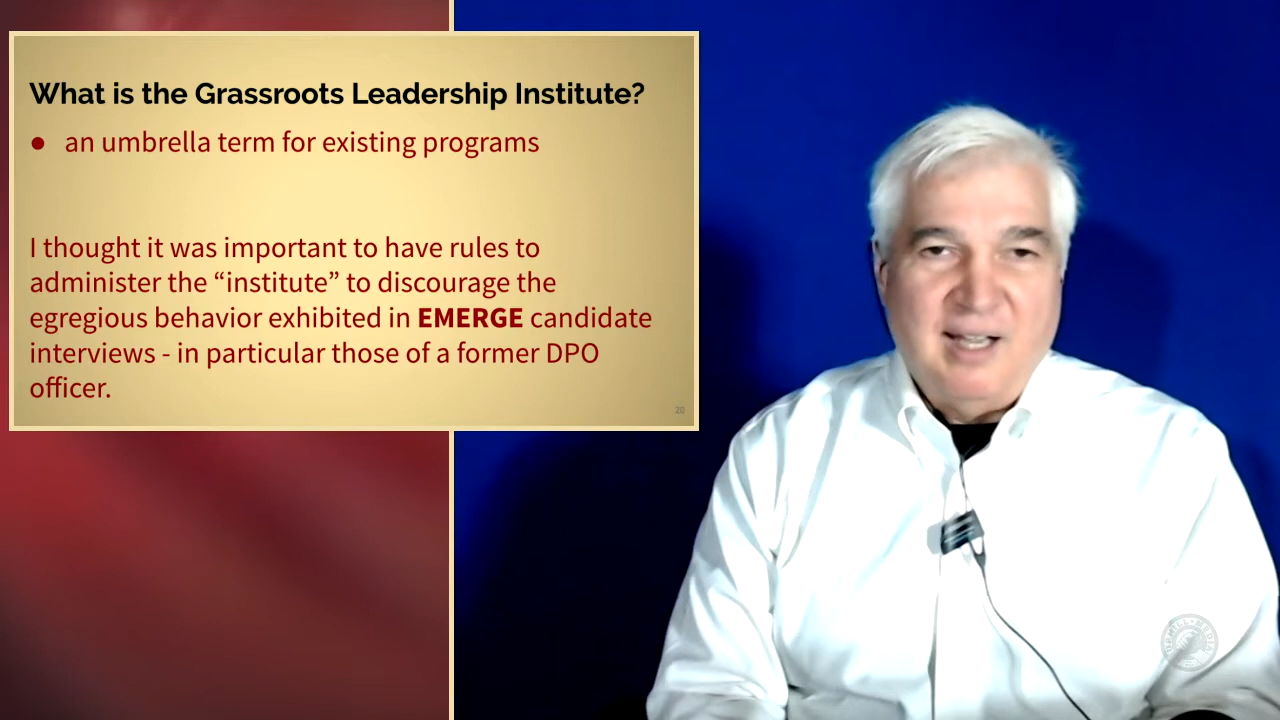 What is the Grassroots Leadership Institute?
● an umbrella term for existing programs
I thought it was important to have rules to
administer the “institute” to discourage the
egregious behavior exhibited in EMERGE candidate
interviews - in particular those of a former DPO
officer.
20